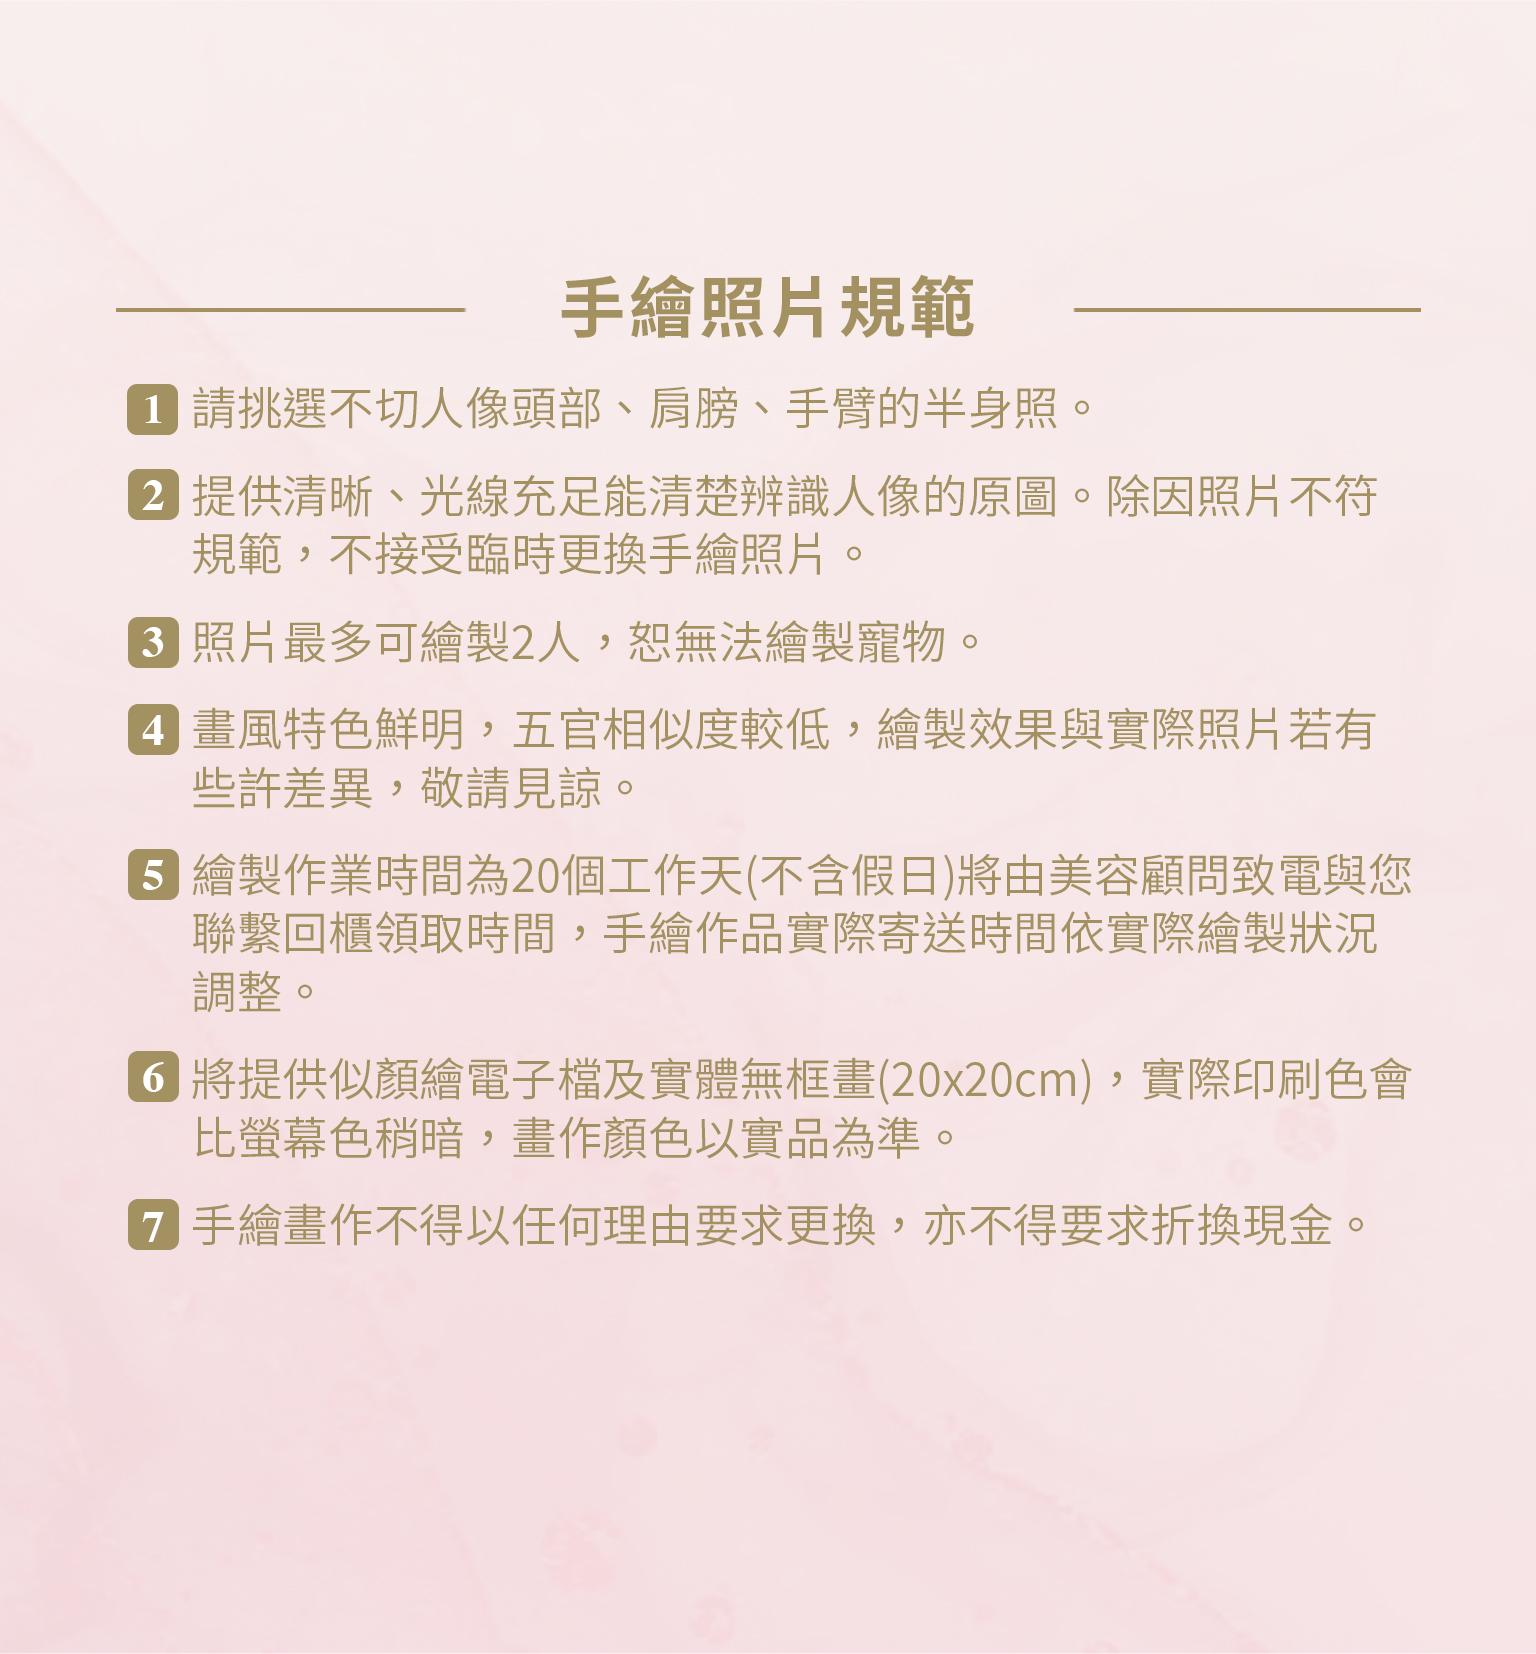 手繪照片規範
1 請挑選不切人像頭部、肩膀、手臂的半身照。
2 提供清晰、光線充足能清楚辨識人像的原圖。除因照片不符
規範，不接受臨時更換手繪照片。
3 照片最多可繪製2人，恕無法繪製寵物。
4 畫風特色鮮明，五官相似度較低，繪製效果與實際照片若有
些許差異，敬請見諒。
5 繪製作業時間為20個工作天(不含假日)將由美容顧問致電與您
聯繫回櫃領取時間，手繪作品實際寄送時間依實際繪製狀況
調整。
6 將提供似顏繪電子檔及實體無框畫(20x20cm)，實際印刷色會
比螢幕色稍暗，畫作顏色以實品為準。
7 手繪畫作不得以任何理由要求更換，亦不得要求折換現金。